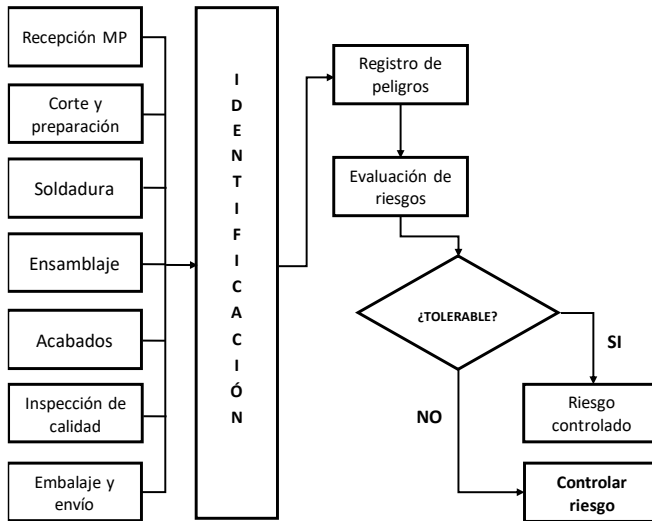 Recepción MP
Corte y
preparación
Soldadura
Ensamblaje
Acabados
Inspección de
calidad
Embalaje y
envío
IDENTIFICACIÓN
Registro de
peligros
Evaluación de
riesgos
¿TOLERABLE?
SI
NO
Riesgo
controlado
Controlar
riesgo